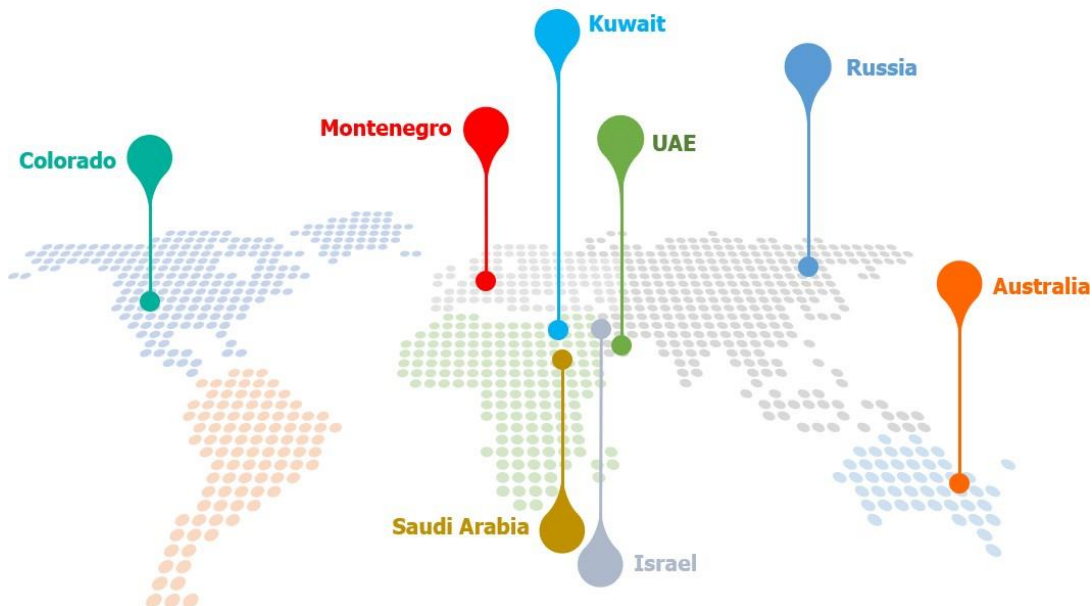 Kuwait
Russia
Montenegro
UAE
Colorado
Australia
Saudi Arabia
Israel